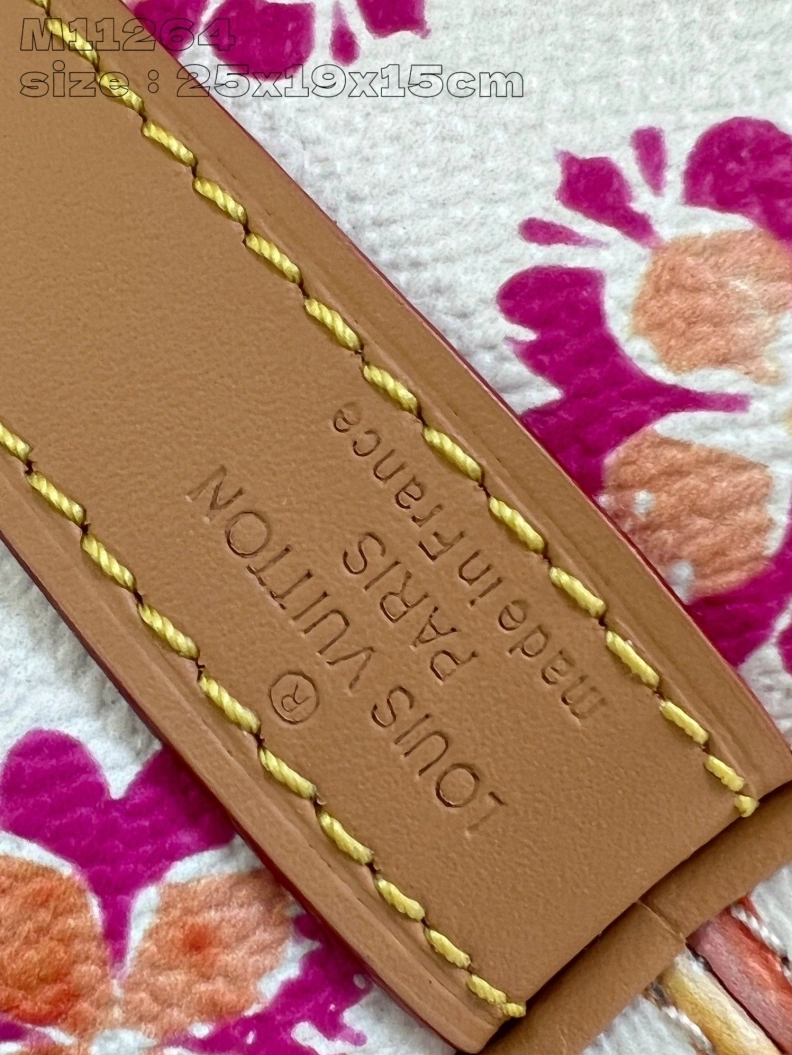 M11264
size : 25x19x15cm
®
LOUIS VUITTON
PARIS
made in France